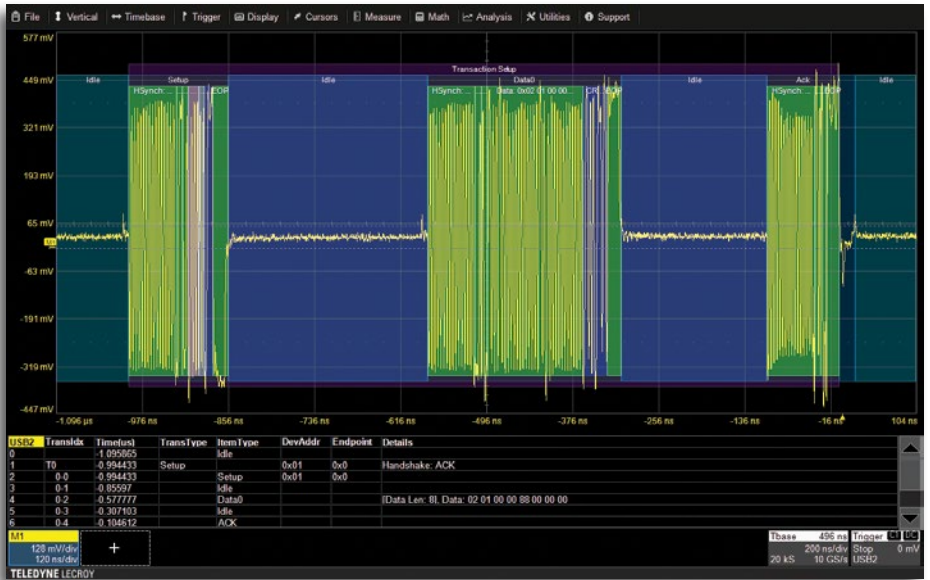 File Vertical Timebase Trigger Display Cursors Measure Math Analysis Utilities Support
577 mV
Transaction Setup
449 mV Idle Setup Idle Data0 Idle Ack Idle
HSynch: ... EOP HSynch: ... Data: 0x02 01 00 00... CR... EOP HSynch: ... EOP
321 mV
193 mV
65 mV
-63 mV
-191 mV
-319 mV
-447 mV
-1.096 µs -976 ns -856 ns -736 ns -616 ns -496 ns -376 ns -256 ns -136 ns -16 ns 104 ns
USB2 TransIdx Time(us) TransType ItemType DevAddr Endpoint Details
0 -1.095865 Idle
1 T0 -0.994433 Setup 0x01 0x0 Handshake: ACK
2 0-0 -0.994433 Setup 0x01 0x0
3 0-1 -0.85597 Idle
4 0-2 -0.577777 Data0 [Data Len: 8], Data: 02 01 00 00 88 00 00 00
5 0-3 -0.307103 Idle
6 0-4 -0.104612 ACK
M1
128 mV/div
120 ns/div
+
Tbase 496 ns Trigger C1 DC
200 ns/div Stop 0 mV
20 kS 10 GS/s USB2
TELEDYNE LECROY